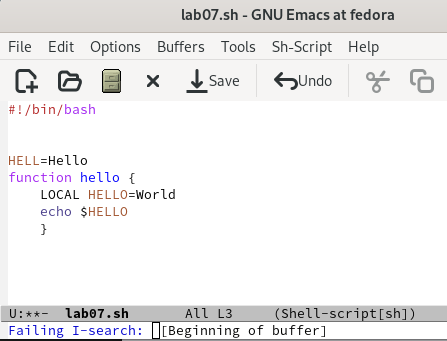 lab07.sh - GNU Emacs at fedora
File Edit Options Buffers Tools Sh-Script Help
Save Undo
#!/bin/bash
HELL=Hello
function hello {
    LOCAL HELLO=World
    echo $HELLO
    }
U:**-  lab07.sh       All L3     (Shell-script[sh])
Failing I-search: [Beginning of buffer]